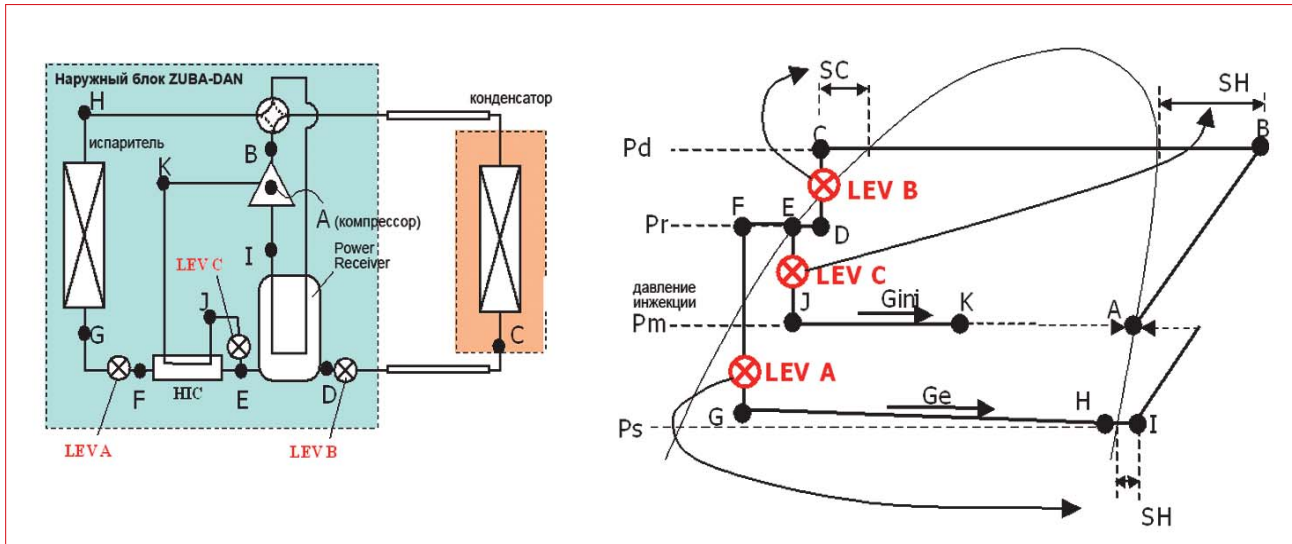 Наружный блок ZUBA-DAN
H
испаритель
конденсатор
B
K
A (компрессор)
I
Power
Receiver
LEV C
J
G
C
F
HIC
E
D
LEV A
LEV B
SC
SH
C
B
Pd
LEV B
F
E
Pr
D
LEV C
давление
инжекции
J
Ginj
K
A
Pm
LEV A
G
Ge
H
I
Ps
SH